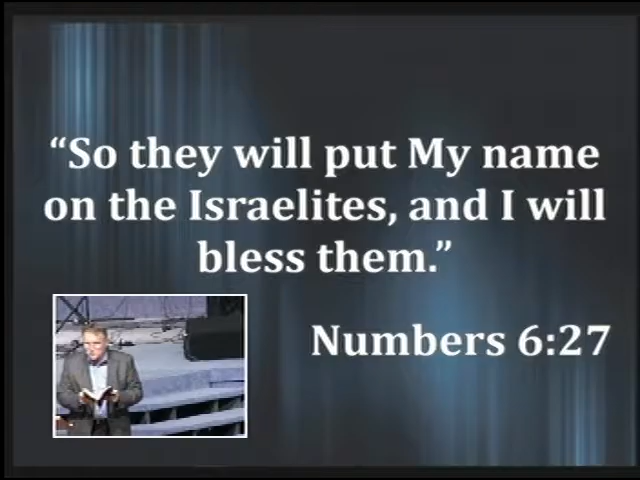 “So they will put My name
on the Israelites, and I will
bless them.”
Numbers 6:27